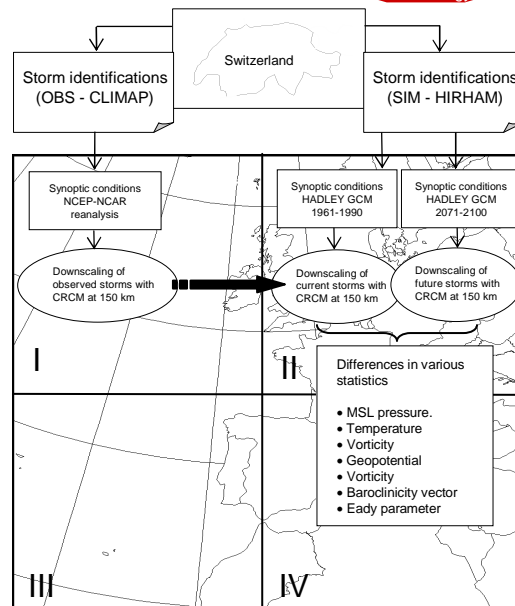 Switzerland
Storm identifications
(OBS - CLIMAP)
Storm identifications
(SIM - HIRHAM)
Synoptic conditions
NCEP-NCAR
reanalysis
Synoptic conditions
HADLEY GCM
1961-1990
Synoptic conditions
HADLEY GCM
2071-2100
Downscaling of
observed storms with
CRCM at 150 km
Downscaling of
current storms with
CRCM at 150 km
Downscaling of
future storms with
CRCM at 150 km
I
II
Differences in various
statistics
• MSL pressure.
• Temperature
• Vorticity
• Geopotential
• Vorticity
• Baroclinicity vector
• Eady parameter
III
IV